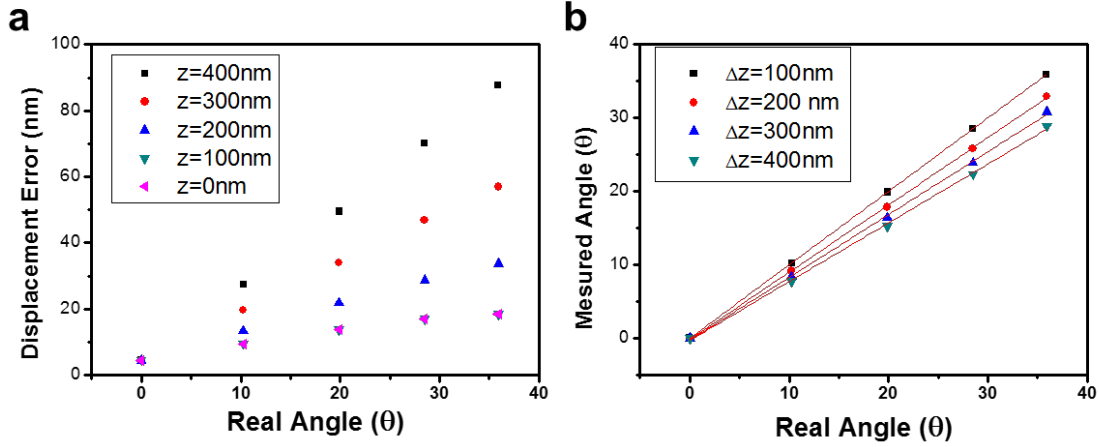 a
100
80
60
40
20
0
Displacement Error (nm)
z=400nm
z=300nm
z=200nm
z=100nm
z=0nm
0 10 20 30 40
Real Angle (θ)
b
40
30
20
10
0
Mesured Angle (θ)
Δz=100nm
Δz=200 nm
Δz=300nm
Δz=400nm
0 10 20 30 40
Real Angle (θ)